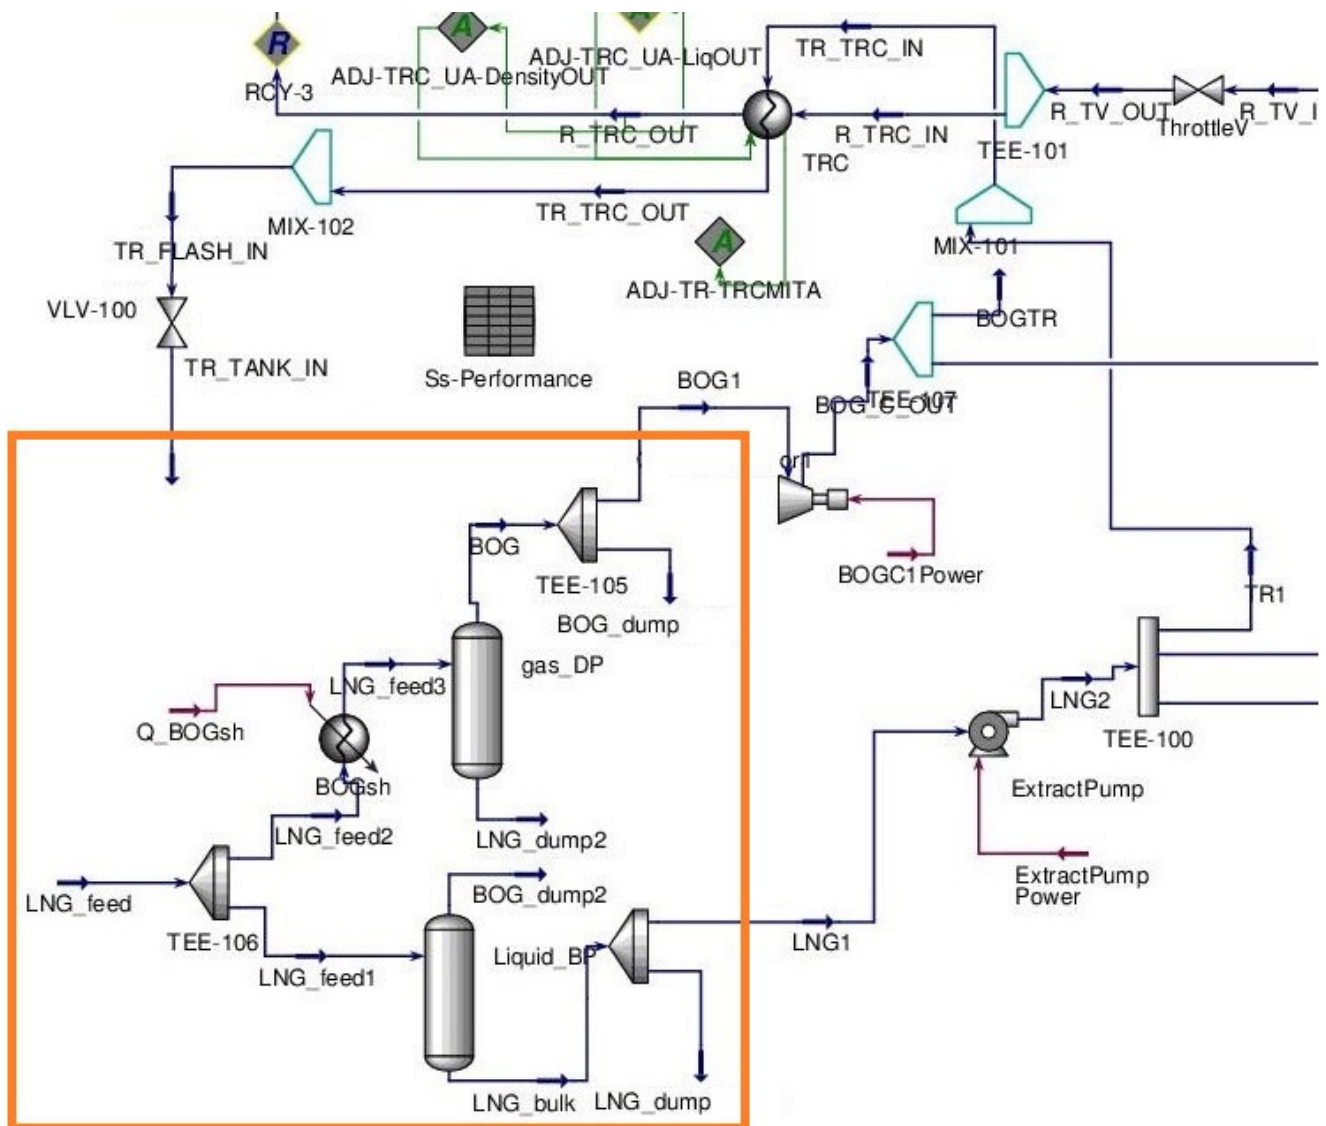 A
A
R
TR_TRC_IN
ADJ-TRC_UA-LiqOUT
ADJ-TRC_UA-DensityOUT
RCY-3
R_TV_OUT
R_TV_I
ThrottleV
R_TRC_OUT
R_TRC_IN
TEE-101
TRC
MIX-102
TR_TRC_OUT
TR_FLASH_IN
MIX-101
A
ADJ-TR-TRCMITA
VLV-100
BOGTR
TR_TANK_IN
Ss-Performance
BOG1
BOG_C_OUT
TEE-107
or1
BOG
TEE-105
BOGC1Power
BOG_dump
TR1
gas_DP
LNG_feed3
LNG2
Q_BOGsh
TEE-100
BOGsh
ExtractPump
LNG_feed2
LNG_dump2
LNG_feed
BOG_dump2
ExtractPump
Power
TEE-106
Liquid_BP
LNG1
LNG_feed1
LNG_bulk
LNG_dump